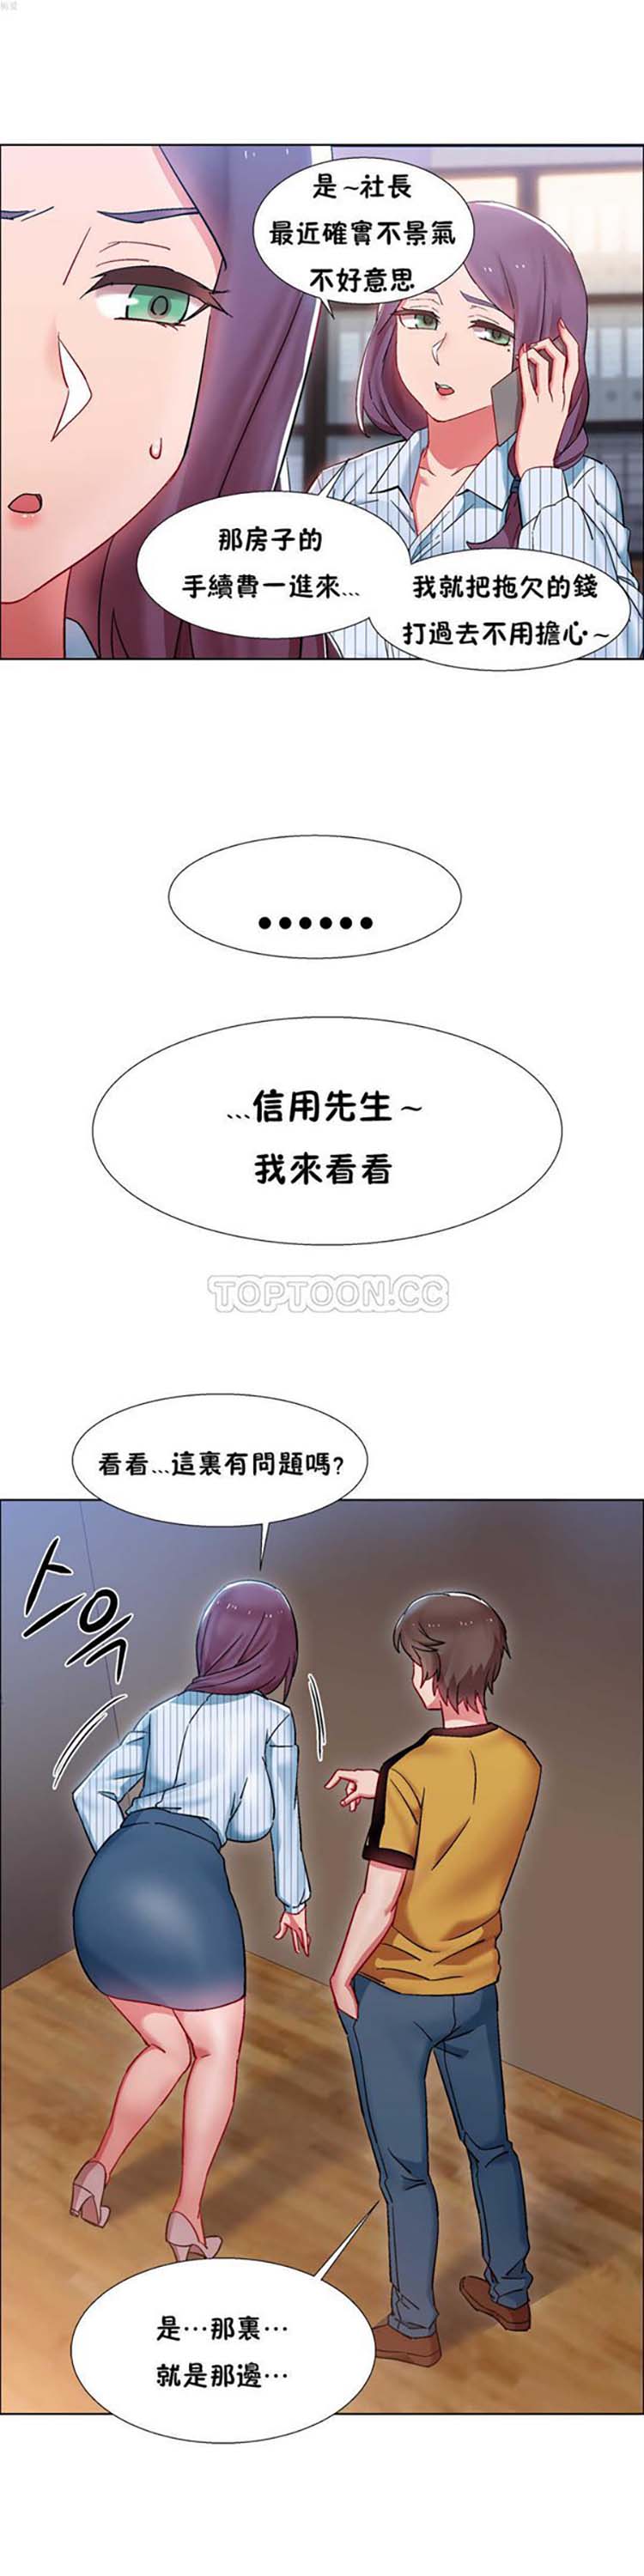 是~社長
最近確實不景氣
不好意思
那房子的
手續費一進來...
我就把拖欠的錢
打過去不用擔心~
......
...信用先生~
我來看看
TOPTOON.CC
看看...這裏有問題嗎?
스윽
是…那裏…
就是那邊…